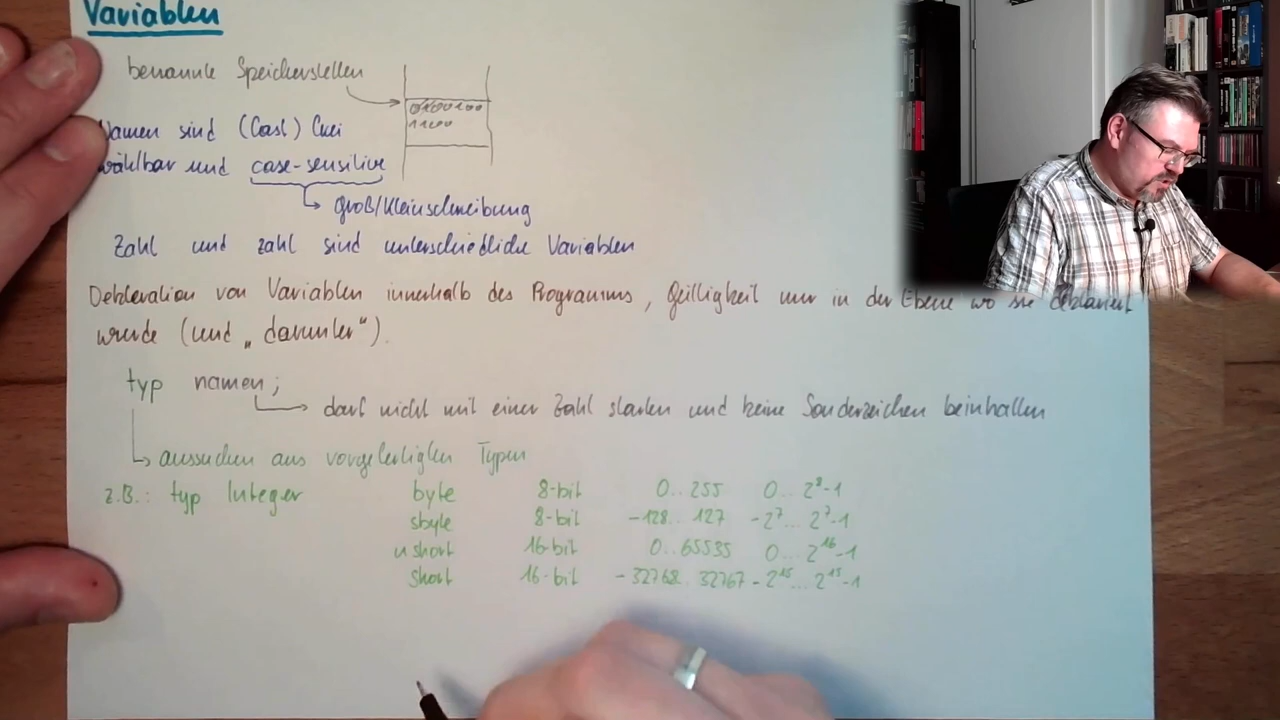 Variablen
benannte Speicherstellen
0100100
11000
Namen sind (fast) frei
wählbar und case-sensitive
Groß/Kleinschreibung
Zahl und zahl sind unterschiedliche Variablen
Deklaration von Variablen innerhalb des Programms, Gültigkeit nur in der Ebene wo sie deklariert
wurde (und „darunter").
typ namen;
darf nicht mit einer Zahl starten und keine Sonderzeichen beinhalten
aussuchen aus vorgefertigten Typen
z.B.: typ Integer byte 8-bit 0..255 0...2⁸-1
sbyte 8-bit -128..127 -2⁷...2⁷-1
ushort 16-bit 0..65535 0...2¹⁶-1
short 16-bit -32768..32767 -2¹⁵...2¹⁵-1